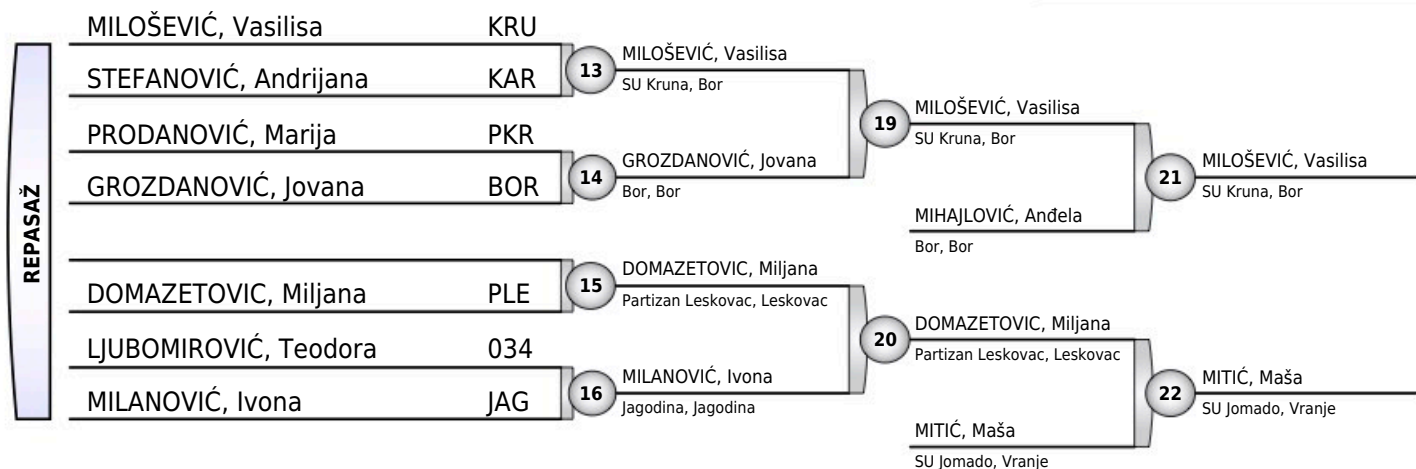 REPASAŽ
MILOŠEVIĆ, Vasilisa KRU
STEFANOVIĆ, Andrijana KAR
PRODANOVIĆ, Marija PKR
GROZDANOVIĆ, Jovana BOR
DOMAZETOVIC, Miljana PLE
LJUBOMIROVIĆ, Teodora 034
MILANOVIĆ, Ivona JAG
13
MILOŠEVIĆ, Vasilisa
SU Kruna, Bor
14
GROZDANOVIĆ, Jovana
Bor, Bor
15
DOMAZETOVIC, Miljana
Partizan Leskovac, Leskovac
16
MILANOVIĆ, Ivona
Jagodina, Jagodina
19
MILOŠEVIĆ, Vasilisa
SU Kruna, Bor
MIHAJLOVIĆ, Anđela
Bor, Bor
20
DOMAZETOVIC, Miljana
Partizan Leskovac, Leskovac
MITIĆ, Maša
SU Jomado, Vranje
21
MILOŠEVIĆ, Vasilisa
SU Kruna, Bor
22
MITIĆ, Maša
SU Jomado, Vranje